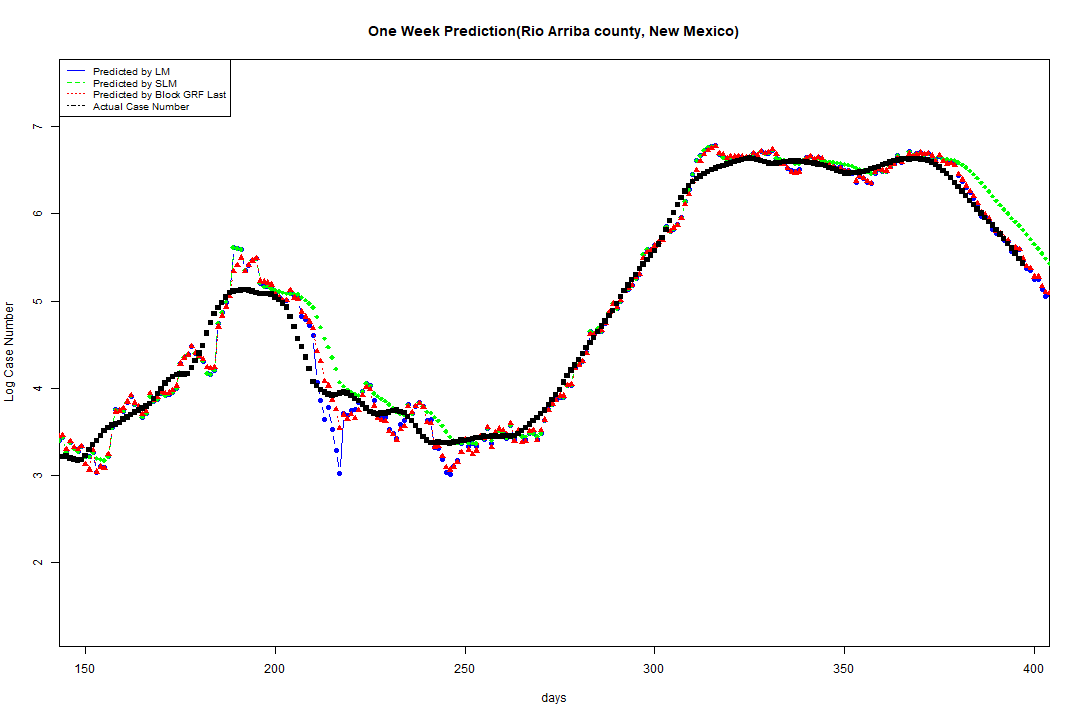 One Week Prediction(Rio Arriba county, New Mexico)
Predicted by LM
Predicted by SLM
Predicted by Block GRF Last
Actual Case Number
7
6
5
4
3
2
Log Case Number
150 200 250 300 350 400
days